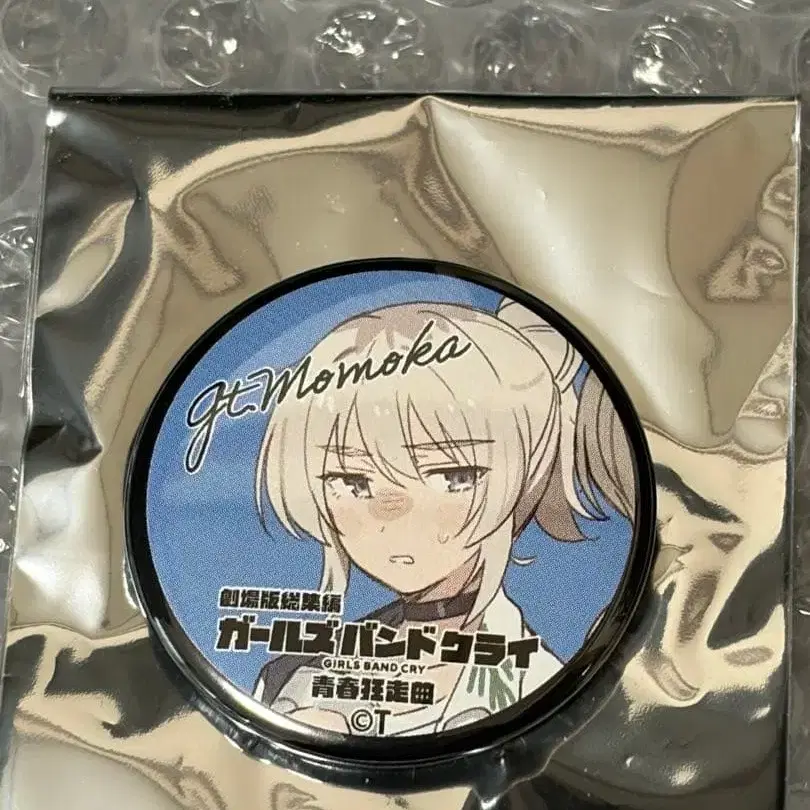 gt.Momoka
劇場版総集編
ガールズバンドクライ
GIRLS BAND CRY
青春狂走曲
©T